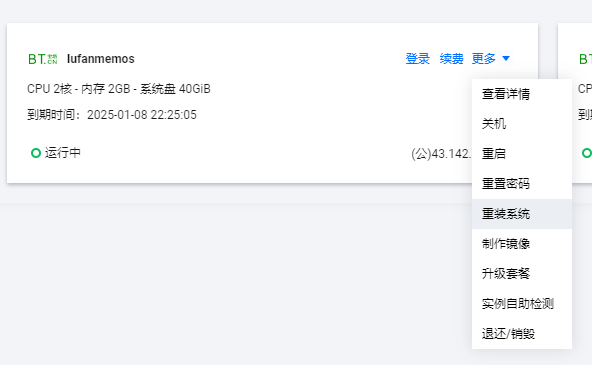 BT.CN lufanmemos 登录 续费 更多
CPU 2核 - 内存 2GB - 系统盘 40GiB
到期时间：2025-01-08 22:25:05
运行中 (公)43.142.
查看详情
关机
重启
重置密码
重装系统
制作镜像
升级套餐
实例自助检测
退还/销毁
BT
CP
到